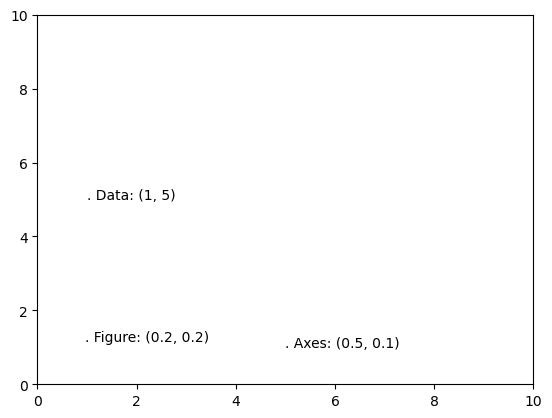 10
8
6
. Data: (1, 5)
4
2
. Figure: (0.2, 0.2)
. Axes: (0.5, 0.1)
0
0 2 4 6 8 10